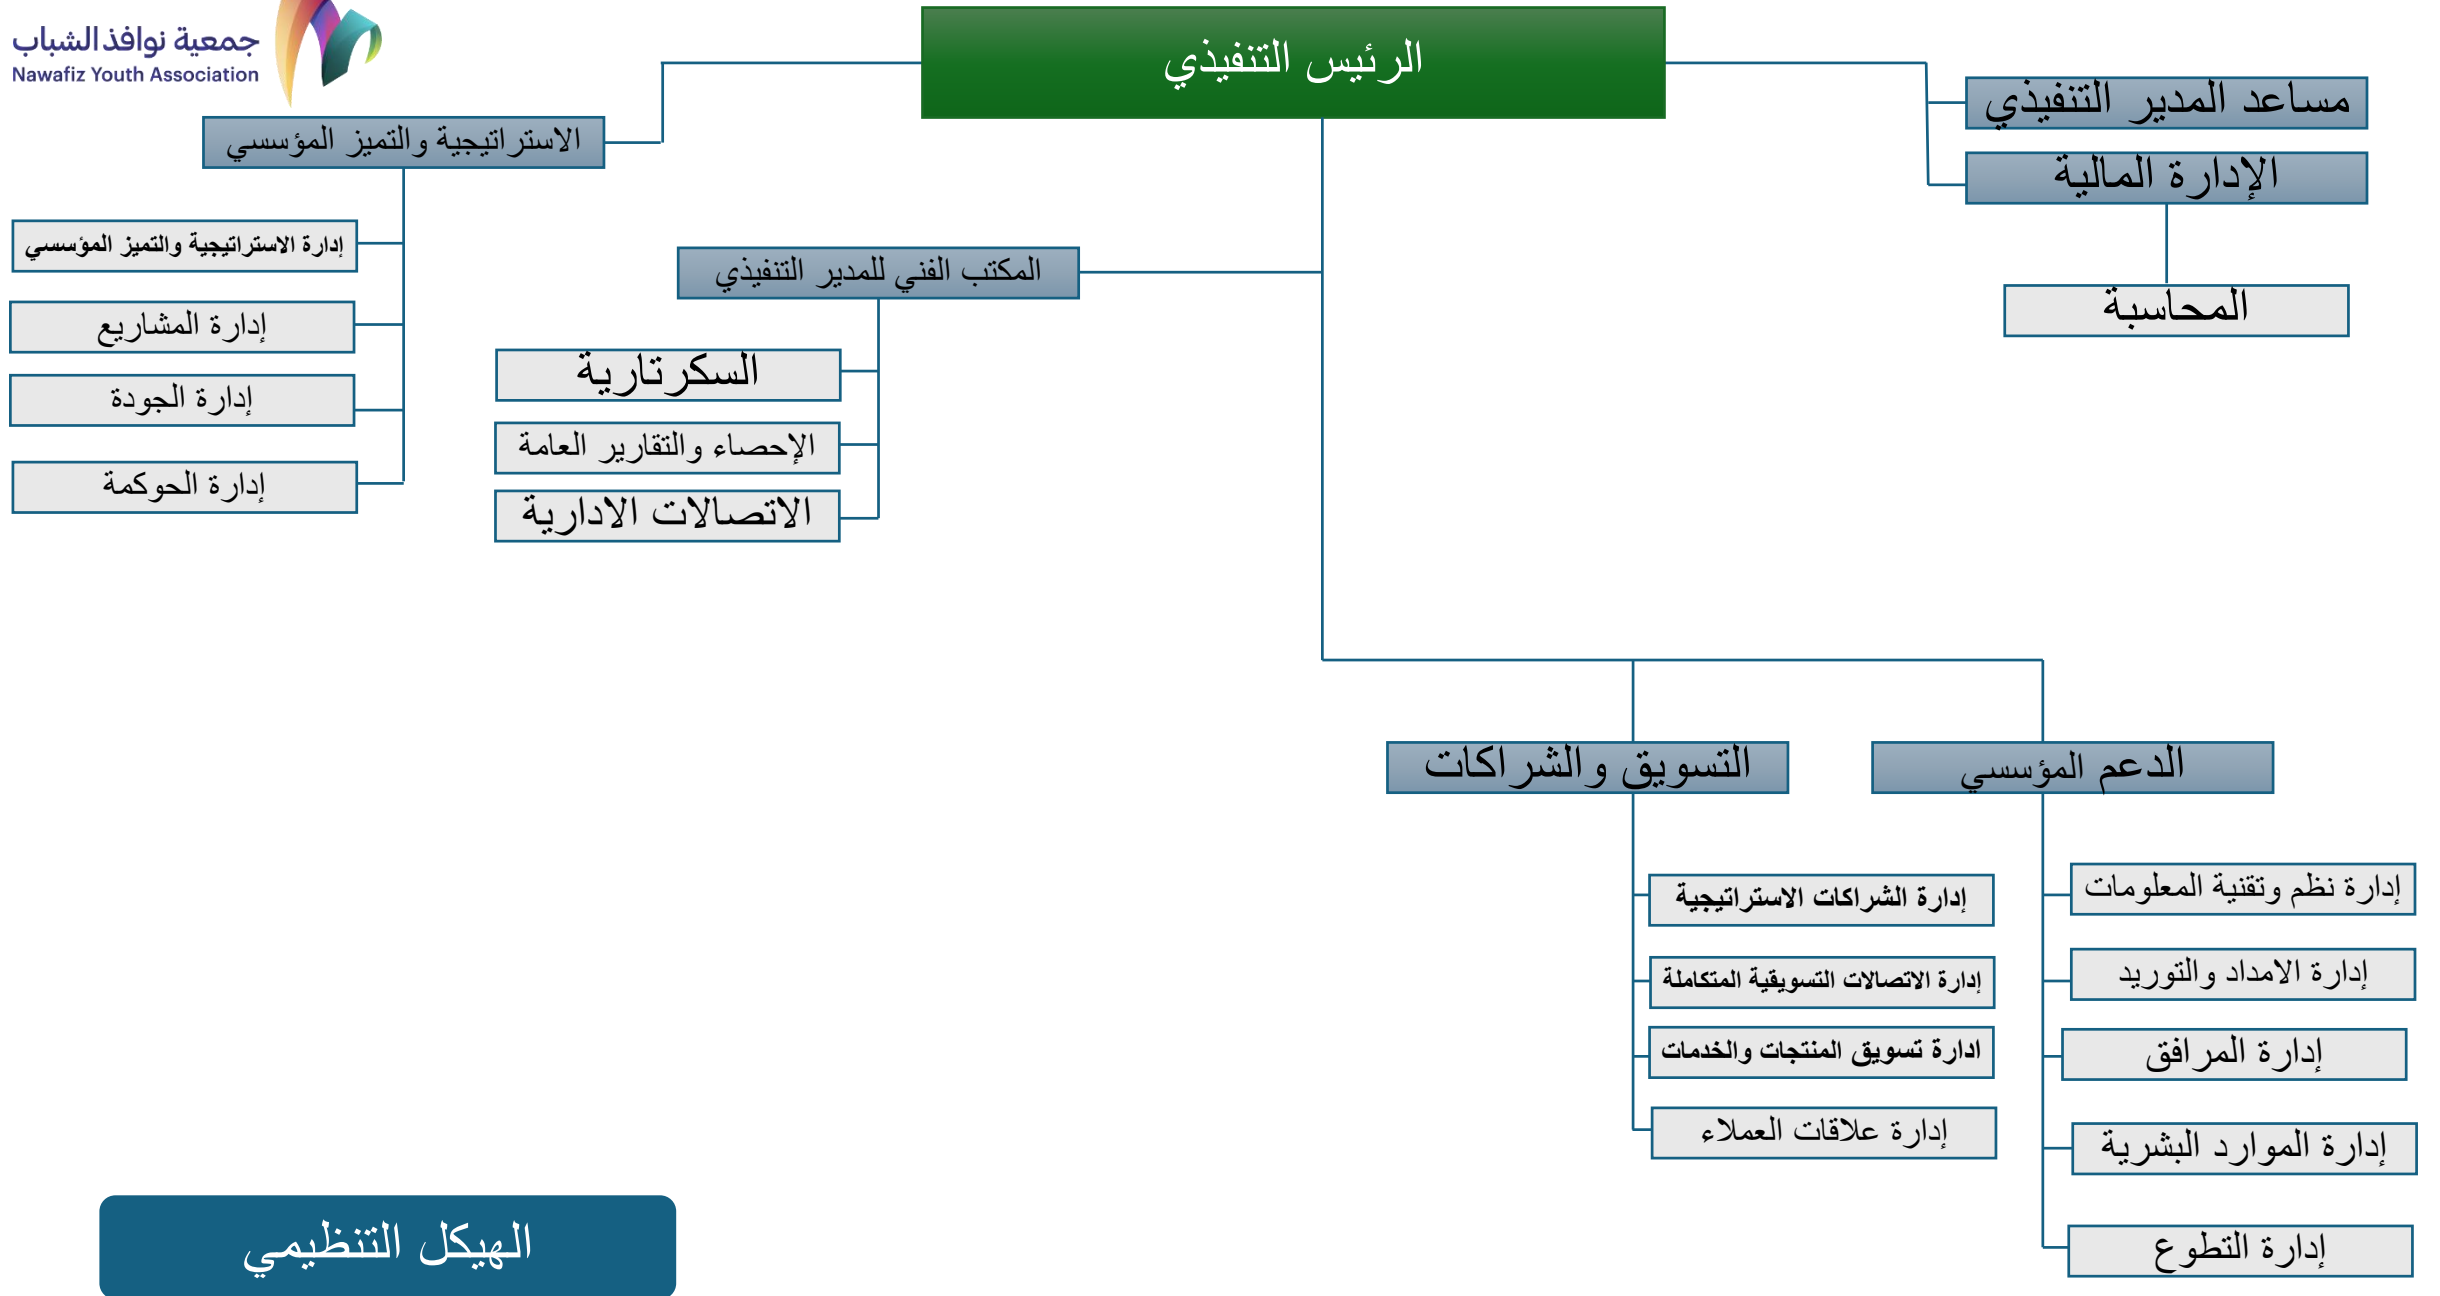 جمعية نوافذ الشباب
Nawafiz Youth Association
الرئيس التنفيذي
مساعد المدير التنفيذي
الإدارة المالية
المحاسبة
الاستراتيجية والتميز المؤسسي
إدارة الاستراتيجية والتميز المؤسسي
إدارة المشاريع
إدارة الجودة
إدارة الحوكمة
المكتب الفني للمدير التنفيذي
السكرتارية
الإحصاء والتقارير العامة
الاتصالات الادارية
الدعم المؤسسي
إدارة نظم وتقنية المعلومات
إدارة الامداد والتوريد
إدارة المرافق
إدارة الموارد البشرية
إدارة التطوع
التسويق والشراكات
إدارة الشراكات الاستراتيجية
إدارة الاتصالات التسويقية المتكاملة
ادارة تسويق المنتجات والخدمات
إدارة علاقات العملاء
الهيكل التنظيمي